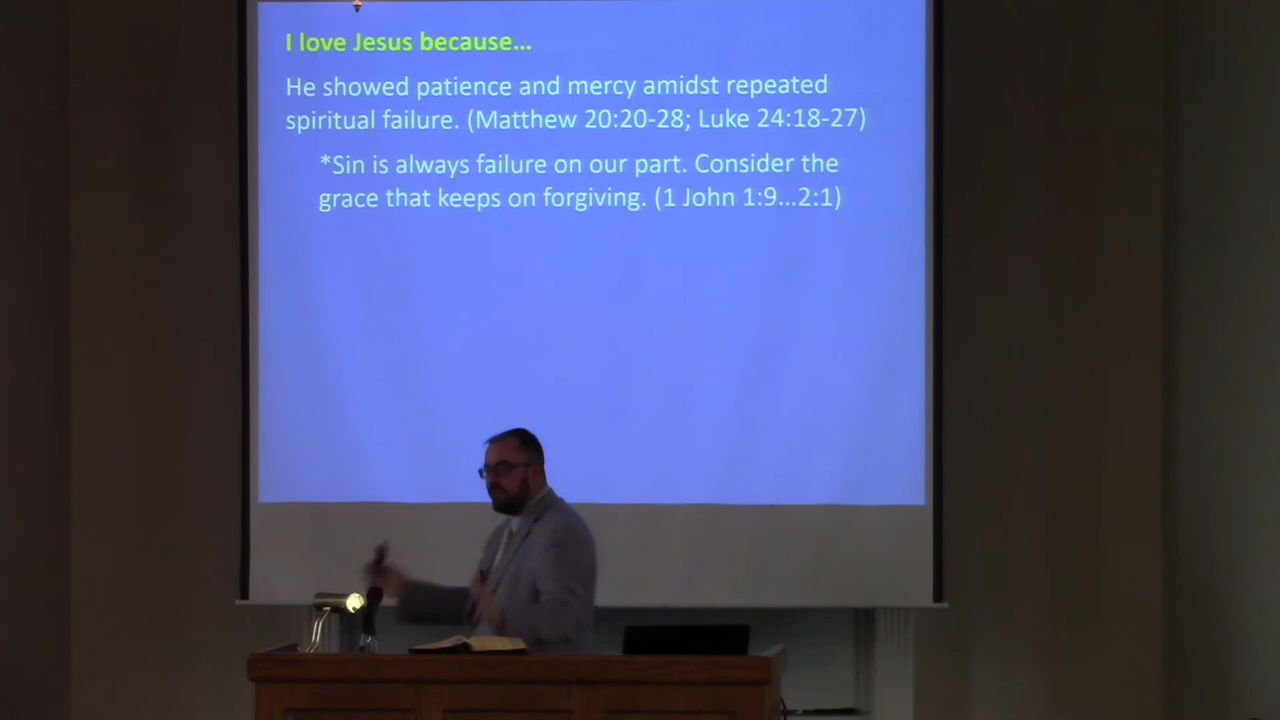 I love Jesus because...
He showed patience and mercy amidst repeated
spiritual failure. (Matthew 20:20-28; Luke 24:18-27)
*Sin is always failure on our part. Consider the
grace that keeps on forgiving. (1 John 1:9...2:1)